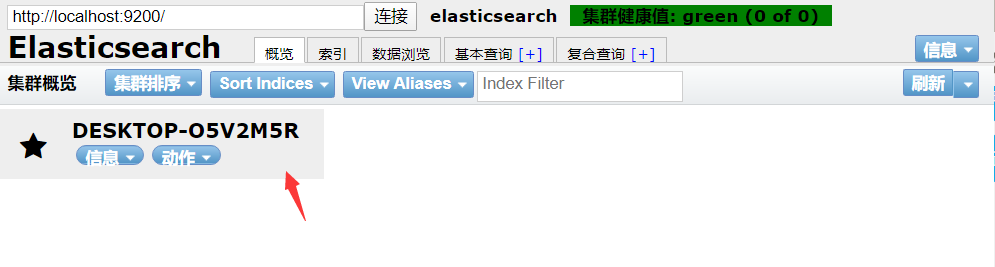 http://localhost:9200/ 连接 elasticsearch 集群健康值: green (0 of 0)
Elasticsearch 概览 索引 数据浏览 基本查询 [+] 复合查询 [+] 信息
集群概览 集群排序 Sort Indices View Aliases Index Filter 刷新
DESKTOP-O5V2M5R
信息 动作